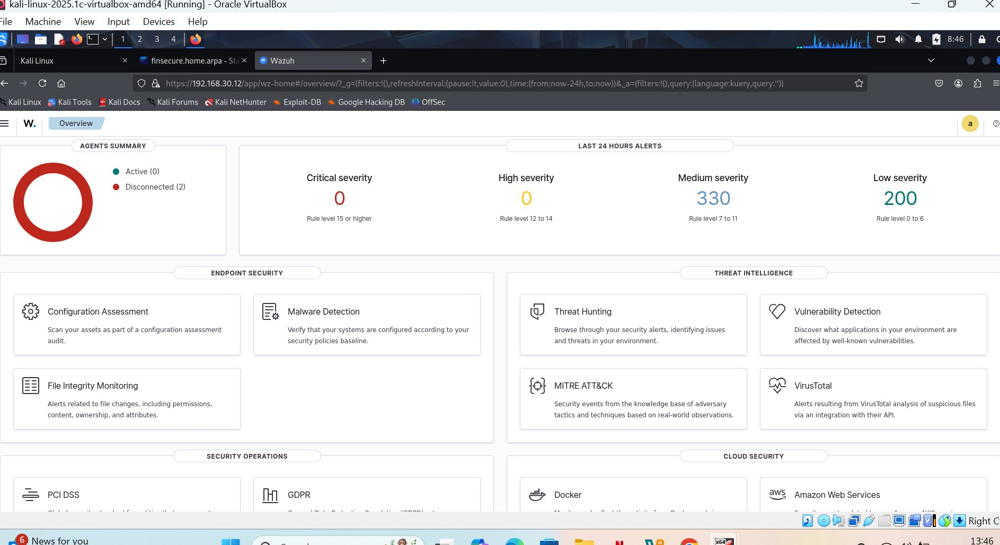 kali-linux-2025.1c-virtualbox-amd64 [Running] - Oracle VirtualBox
File Machine View Input Devices Help
1 2 3 4 8:46
Kali Linux finsecure.home.arpa - Sta Wazuh
https://192.168.30.12/app/wz-home#/overview/?_g=(filters:!(),refreshInterval:(pause:!t,value:0),time:(from:now-24h,to:now))&_a=(filters:!(),query:(language:kuery,query:''))
Kali Linux Kali Tools Kali Docs Kali Forums Kali NetHunter Exploit-DB Google Hacking DB OffSec
W. Overview a
AGENTS SUMMARY
Active (0)
Disconnected (2)
LAST 24 HOURS ALERTS
Critical severity
0
Rule level 15 or higher
High severity
0
Rule level 12 to 14
Medium severity
330
Rule level 7 to 11
Low severity
200
Rule level 0 to 6
ENDPOINT SECURITY
Configuration Assessment
Scan your assets as part of a configuration assessment
audit.
Malware Detection
Verify that your systems are configured according to your
security policies baseline.
File Integrity Monitoring
Alerts related to file changes, including permissions,
content, ownership, and attributes.
THREAT INTELLIGENCE
Threat Hunting
Browse through your security alerts, identifying issues
and threats in your environment.
Vulnerability Detection
Discover what applications in your environment are
affected by well-known vulnerabilities.
MITRE ATT&CK
Security events from the knowledge base of adversary
tactics and techniques based on real-world observations.
VirusTotal
Alerts resulting from VirusTotal analysis of suspicious files
via an integration with their API.
SECURITY OPERATIONS
PCI DSS
GDPR
CLOUD SECURITY
Docker
aws
Amazon Web Services
Right C
6 News for you
x64
13:46